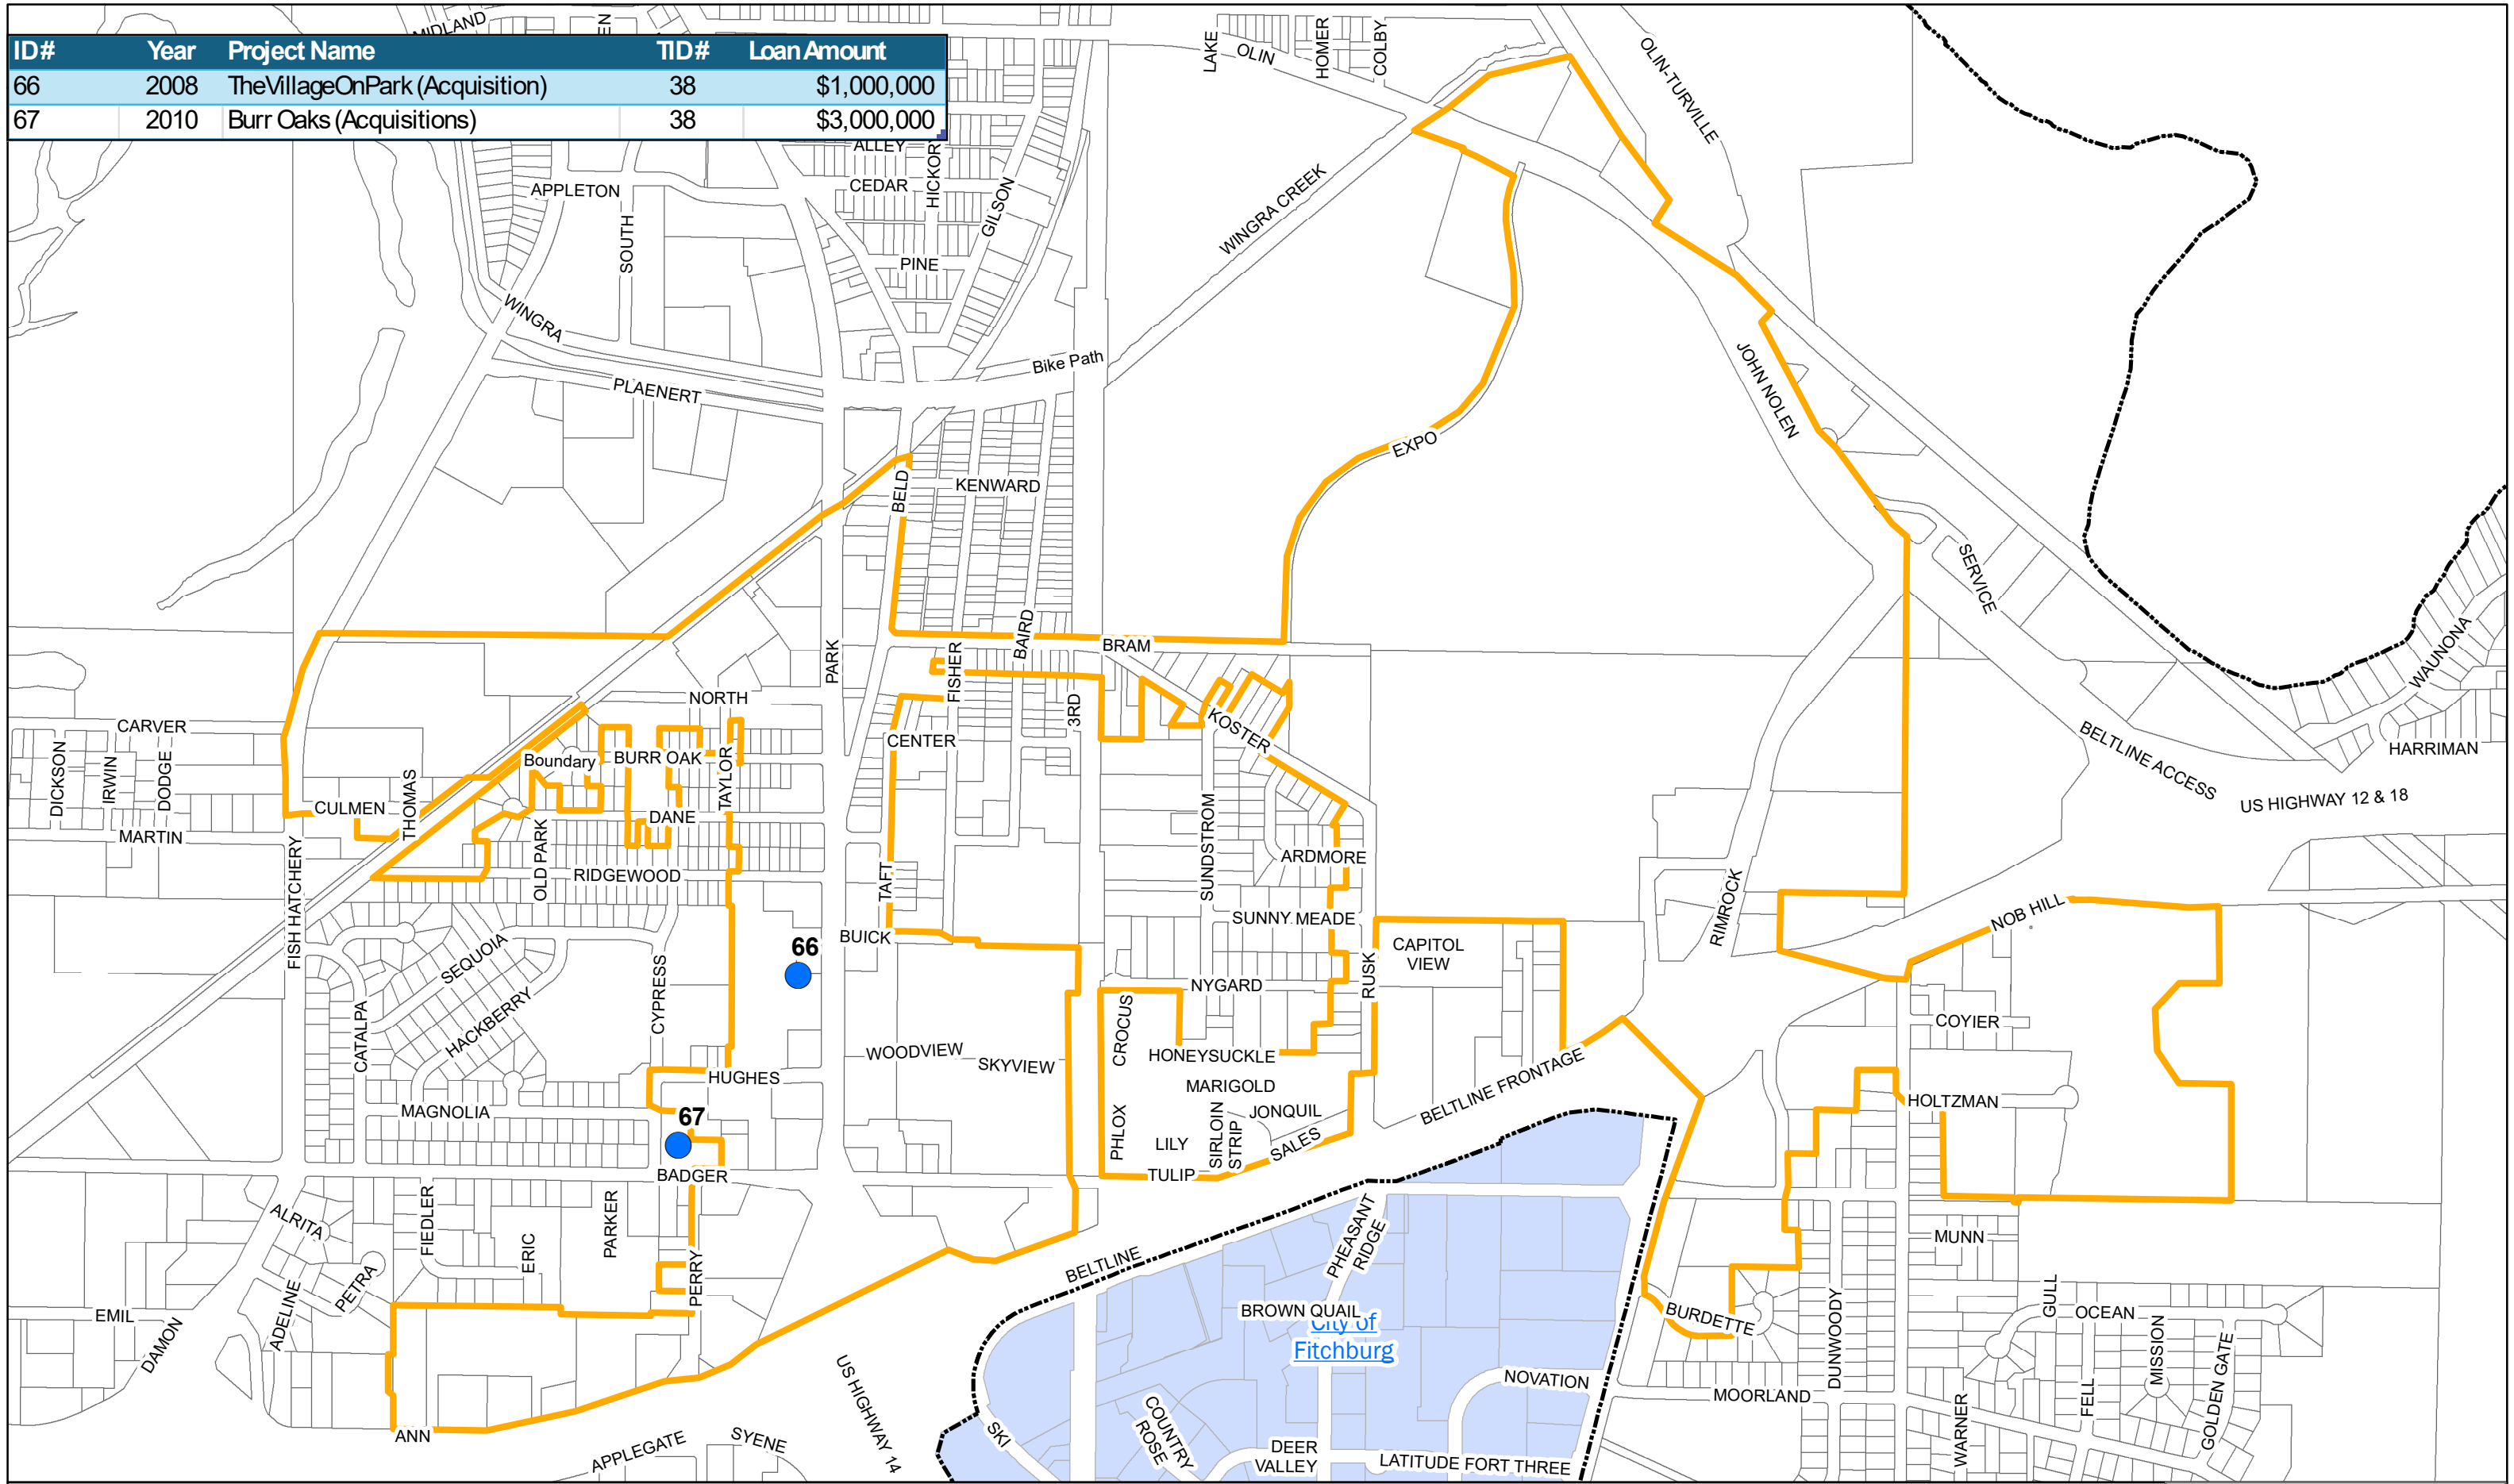 MIDLAND
EN
ID# Year Project Name TID# Loan Amount
66 2008 TheVillageOnPark (Acquisition) 38 $1,000,000
67 2010 Burr Oaks (Acquisitions) 38 $3,000,000
LAKE
OLIN
HOMER
COLBY
OLIN-TURVILLE
ALLEY
HICKORY
CEDAR
GILSON
APPLETON
SOUTH
PINE
WINGRA CREEK
WINGRA
Bike Path
PLAENERT
JOHN NOLEN
EXPO
BELD
KENWARD
SERVICE
BAIRD
BRAM
PARK
FISHER
WAUNONA
NORTH
3RD
KOSTER
CARVER
CENTER
DICKSON
IRWIN
DODGE
Boundary
BURR OAK
TAYLOR
HARRIMAN
BELTLINE ACCESS
US HIGHWAY 12 & 18
CULMEN
THOMAS
DANE
MARTIN
OLD PARK
SUNDSTROM
ARDMORE
RIDGEWOOD
TAFT
FISH HATCHERY
SUNNY MEADE
RIMROCK
NOB HILL
BUICK
SEQUOIA
66
CAPITOL
VIEW
CYPRESS
RUSK
NYGARD
CATALPA
HACKBERRY
CROCUS
COYIER
WOODVIEW
SKYVIEW
HONEYSUCKLE
HUGHES
MARIGOLD
BELTLINE FRONTAGE
MAGNOLIA
67
JONQUIL
HOLTZMAN
PHLOX
LILY
SIRLOIN
STRIP
SALES
BADGER
TULIP
ALRITA
FIEDLER
PARKER
ERIC
PHEASANT
RIDGE
MUNN
BELTLINE
PERRY
PETRA
ADELINE
EMIL
DAMON
BROWN QUAIL
City of
Fitchburg
BURDETTE
DUNWOODY
GULL
OCEAN
MISSION
GOLDEN GATE
FELL
US HIGHWAY 14
NOVATION
MOORLAND
WARNER
ANN
SKI
COUNTRY
ROSE
APPLEGATE
SYENE
DEER
VALLEY
LATITUDE FORT THREE